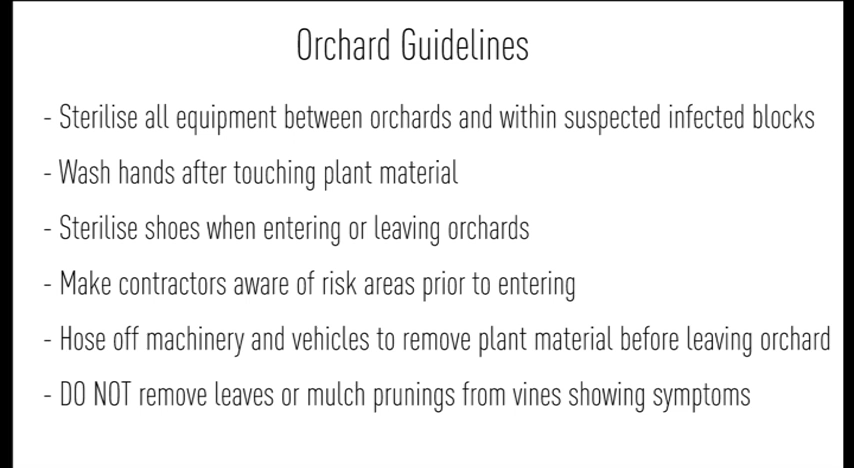 Orchard Guidelines
- Sterilise all equipment between orchards and within suspected infected blocks
- Wash hands after touching plant material
- Sterilise shoes when entering or leaving orchards
- Make contractors aware of risk areas prior to entering
- Hose off machinery and vehicles to remove plant material before leaving orchard
- DO NOT remove leaves or mulch prunings from vines showing symptoms